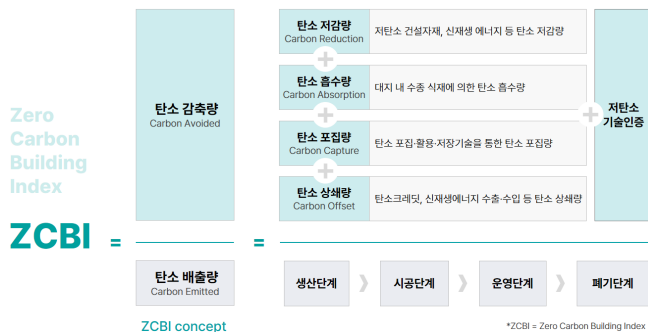 Zero
Carbon
Building
Index
ZCBI
=
탄소 감축량
Carbon Avoided
탄소 배출량
Carbon Emitted
ZCBI concept
=
탄소 저감량
Carbon Reduction
저탄소 건설자재, 신재생 에너지 등 탄소 저감량
+
탄소 흡수량
Carbon Absorption
대지 내 수종 식재에 의한 탄소 흡수량
+
탄소 포집량
Carbon Capture
탄소 포집·활용·저장기술을 통한 탄소 포집량
+
탄소 상쇄량
Carbon Offset
탄소크레딧, 신재생에너지 수출·수입 등 탄소 상쇄량
+
저탄소
기술인증
생산단계
시공단계
운영단계
폐기단계
*ZCBI = Zero Carbon Building Index